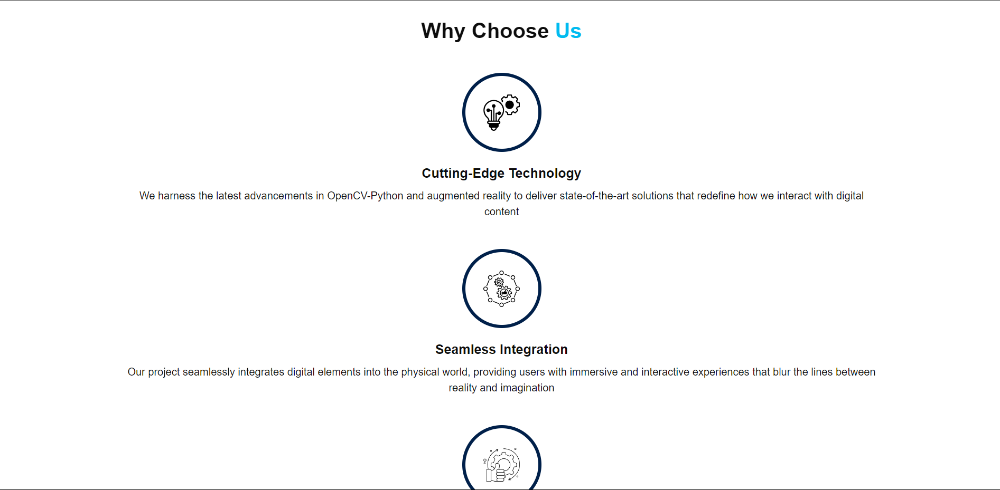 Why Choose Us
Cutting-Edge Technology
We harness the latest advancements in OpenCV-Python and augmented reality to deliver state-of-the-art solutions that redefine how we interact with digital
content
Seamless Integration
Our project seamlessly integrates digital elements into the physical world, providing users with immersive and interactive experiences that blur the lines between
reality and imagination